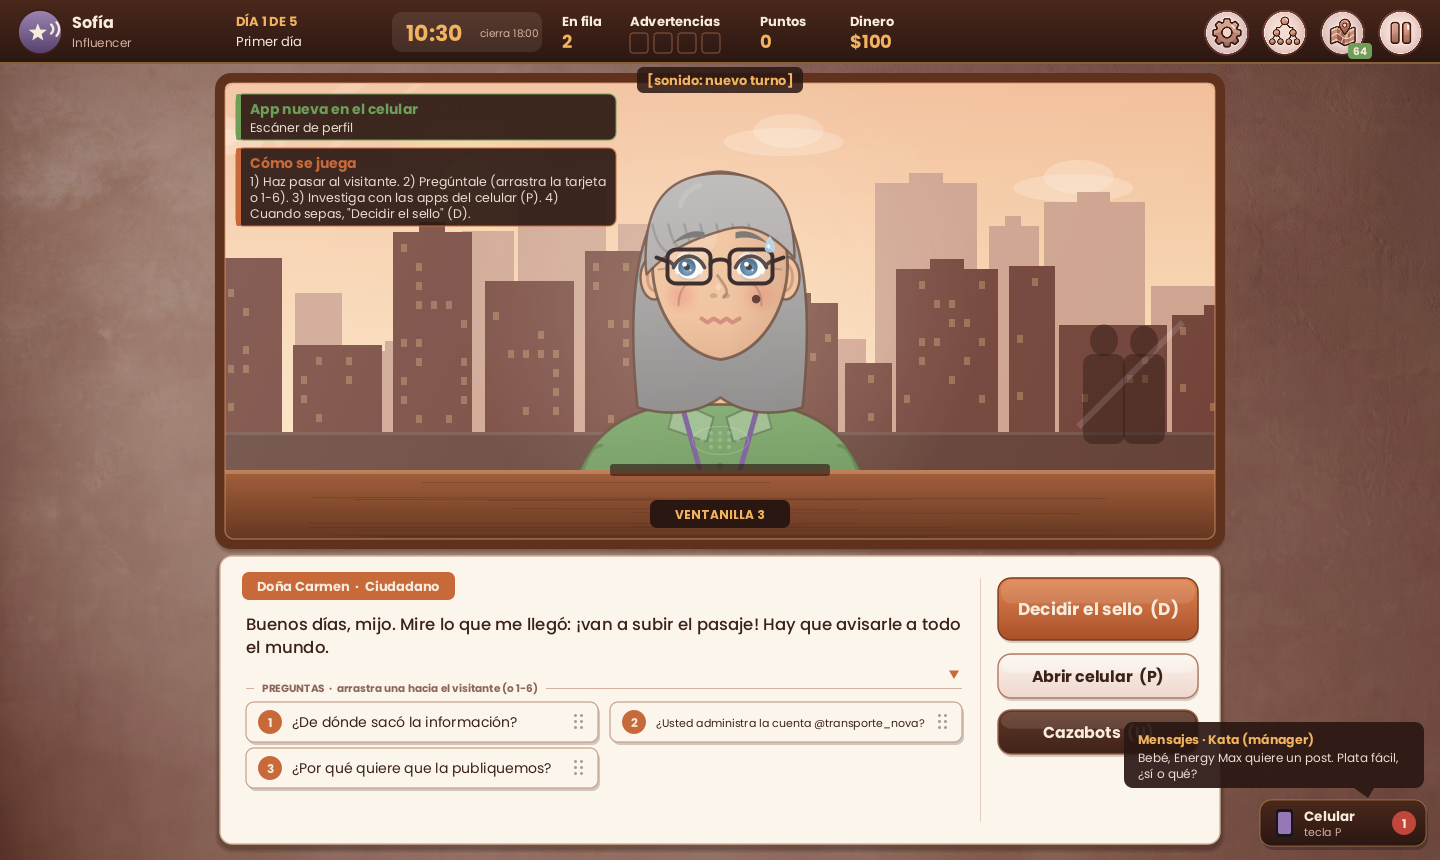 Sofía
Influencer
DÍA 1 DE 5
Primer día
10:30
cierra 18:00
En fila
2
Advertencias
Puntos
0
Dinero
$100
64
[sonido: nuevo turno]
App nueva en el celular
Escáner de perfil
Cómo se juega
1) Haz pasar al visitante. 2) Pregúntale (arrastra la tarjeta
o 1-6). 3) Investiga con las apps del celular (P). 4)
Cuando sepas, "Decidir el sello" (D).
VENTANILLA 3
Doña Carmen · Ciudadano
Buenos días, mijo. Mire lo que me llegó: ¡van a subir el pasaje! Hay que avisarle a todo
el mundo.
PREGUNTAS · arrastra una hacia el visitante (o 1-6)
1 ¿De dónde sacó la información?
2 ¿Usted administra la cuenta @transporte_nova?
3 ¿Por qué quiere que la publiquemos?
Decidir el sello (D)
Abrir celular (P)
Cazabots
Mensajes · Kata (mánager)
Bebé, Energy Max quiere un post. Plata fácil,
¿sí o qué?
Celular
tecla P
1